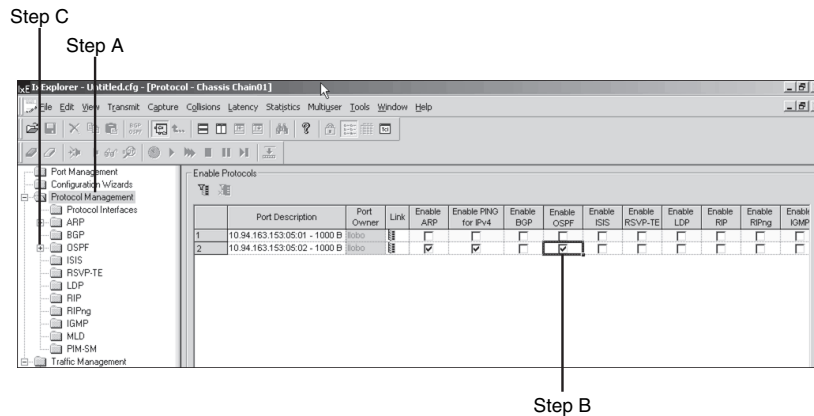 Step C
Step A
IxExplorer - Untitled.cfg - [Protocol - Chassis Chain01]
File Edit View Transmit Capture Collisions Latency Statistics Multiuser Tools Window Help
BGP
OSPF
Port Management
Configuration Wizards
Protocol Management
Protocol Interfaces
ARP
BGP
OSPF
ISIS
RSVP-TE
LDP
RIP
RIPng
IGMP
MLD
PIM-SM
Traffic Management
Enable Protocols
Port Description Port Owner Link Enable ARP Enable PING for IPv4 Enable BGP Enable OSPF Enable ISIS Enable RSVP-TE Enable LDP Enable RIP Enable RIPng Enable IGMP
1 10.94.163.153:05:01 - 1000 B llobo
2 10.94.163.153:05:02 - 1000 B llobo
Step B